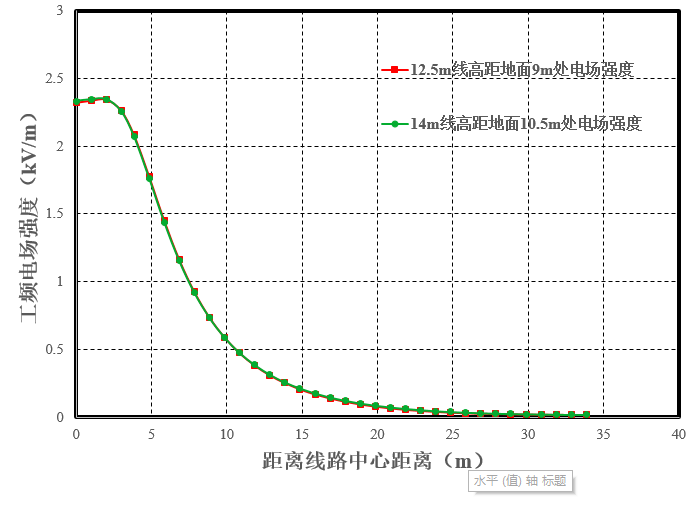 3
2.5
2
1.5
1
0.5
0
12.5m线高距地面9m处电场强度
14m线高距地面10.5m处电场强度
工频电场强度（kV/m）
0 5 10 15 20 25 30 35 40
距离线路中心距离（m）
水平 (值) 轴 标题